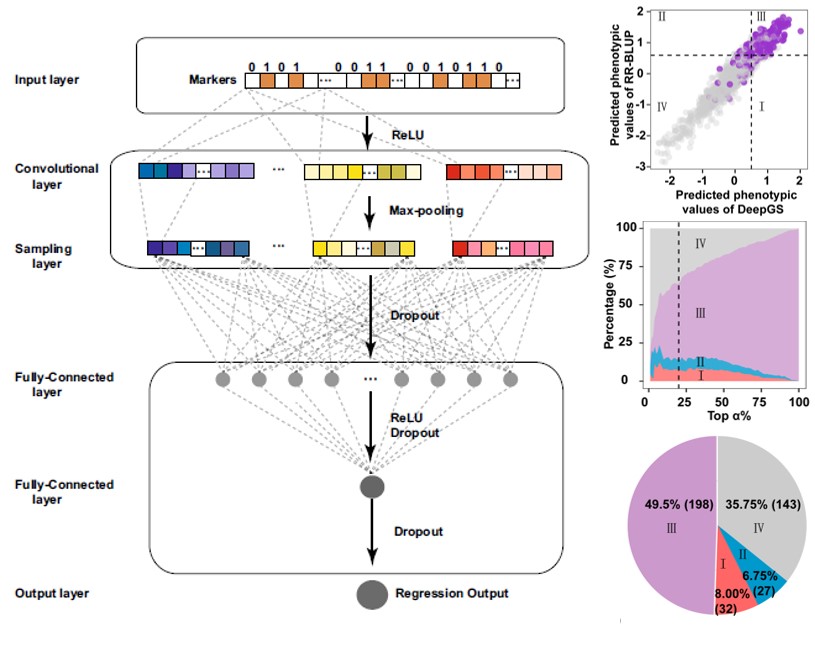 Input layer
Markers
0 1 0 1 0 0 1 1 0 0 1 0 1 1 0
...
...
...
...
ReLU
Convolutional
layer
...
...
...
...
Max-pooling
Sampling
layer
...
...
...
...
Dropout
Fully-Connected
layer
...
ReLU
Dropout
Fully-Connected
layer
Dropout
Output layer
Regression Output
Predicted phenotypic
values of RR-BLUP
2
1
0
-1
-2
-3
II
III
IV
I
-2 -1 0 1 2
Predicted phenotypic
values of DeepGS
Percentage (%)
100
75
50
25
0
IV
III
II
I
0 25 50 75 100
Top α%
49.5% (198)
III
35.75% (143)
IV
II
6.75%
(27)
I
8.00%
(32)